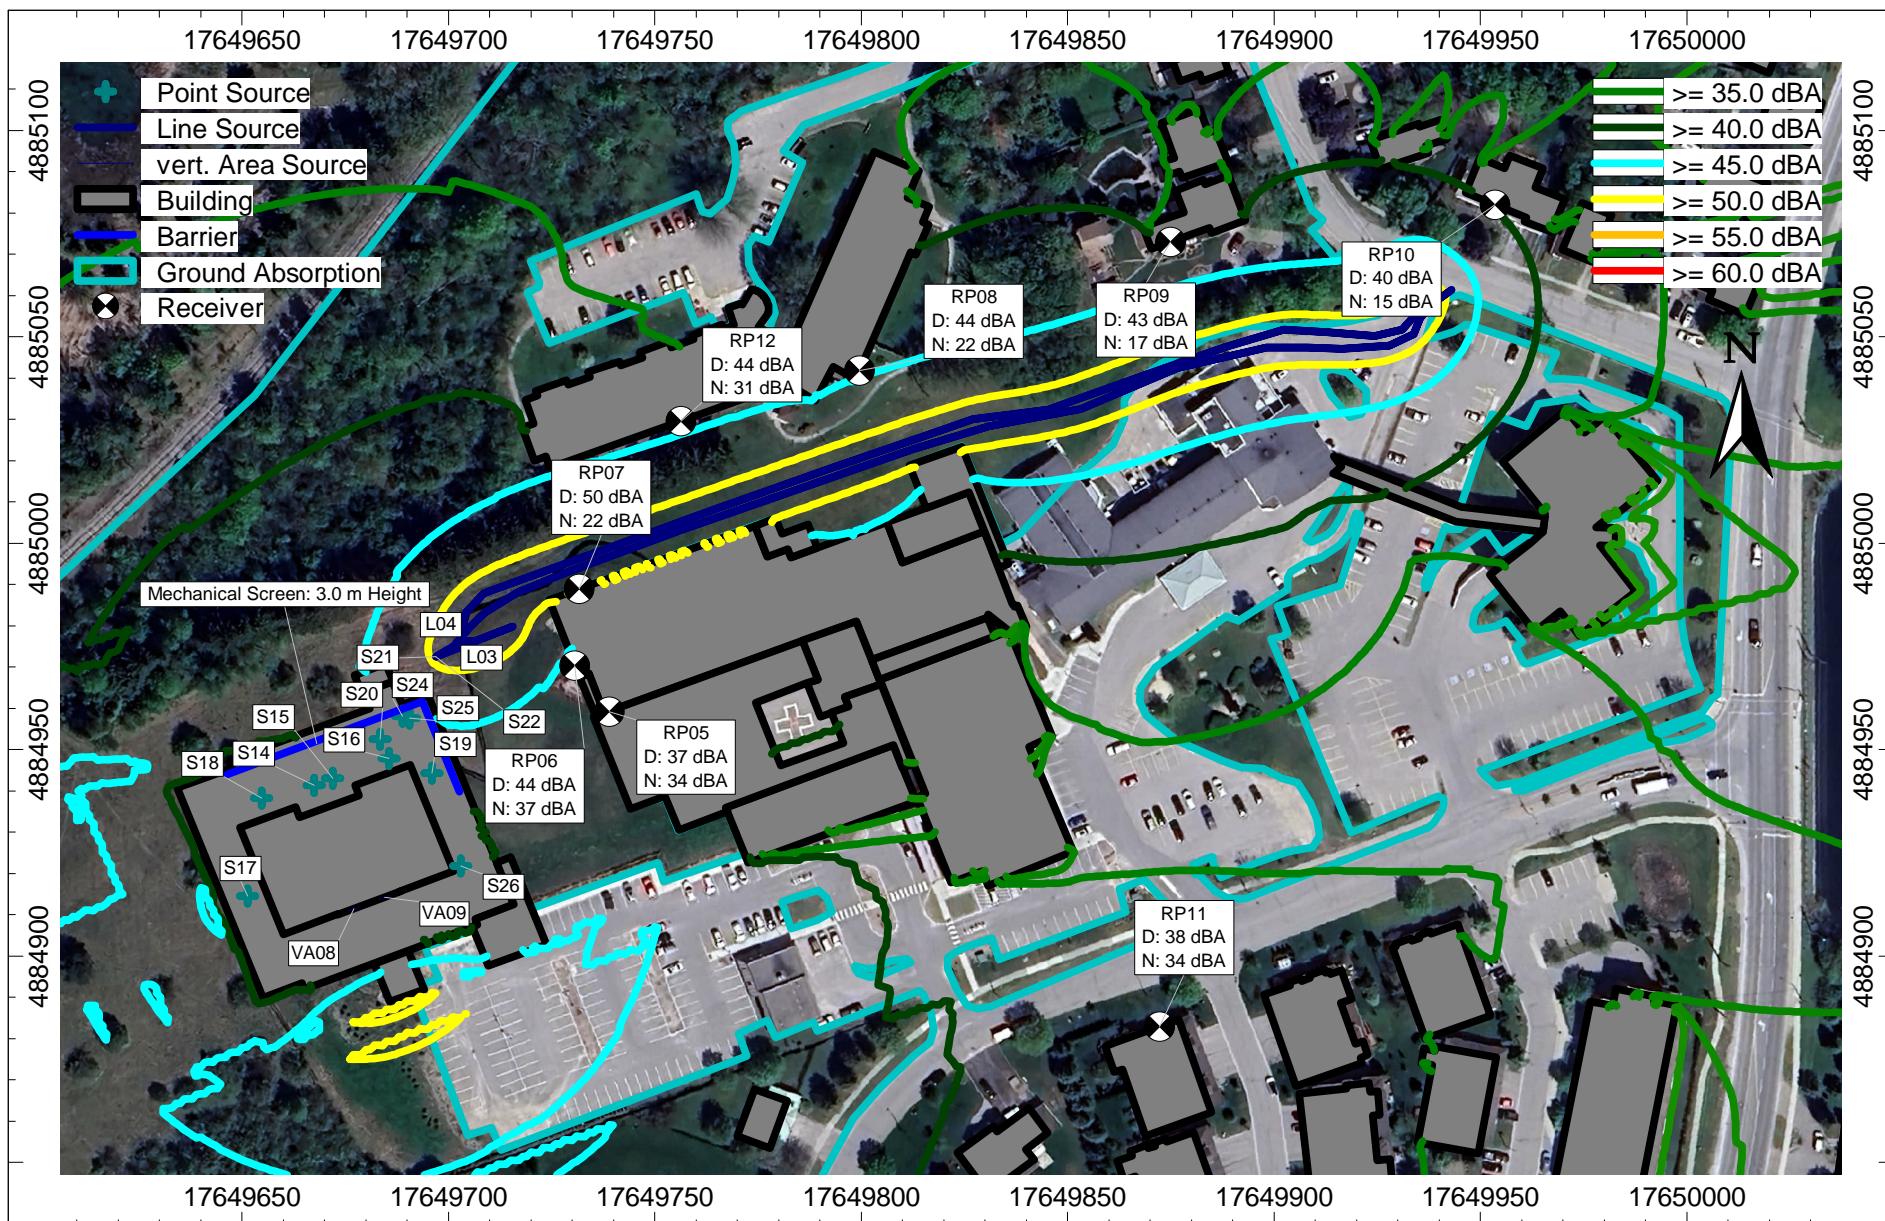 17649650 17649700 17649750 17649800 17649850 17649900 17649950 17650000
4885100
4885050
4885000
4884950
4884900
Point Source
Line Source
vert. Area Source
Building
Barrier
Ground Absorption
Receiver
>= 35.0 dBA
>= 40.0 dBA
>= 45.0 dBA
>= 50.0 dBA
>= 55.0 dBA
>= 60.0 dBA
4885100
4885050
4885000
4884950
4884900
N
RP10
D: 40 dBA
N: 15 dBA
RP08
D: 44 dBA
N: 22 dBA
RP09
D: 43 dBA
N: 17 dBA
RP12
D: 44 dBA
N: 31 dBA
RP07
D: 50 dBA
N: 22 dBA
Mechanical Screen: 3.0 m Height
L04
L03
S21
S20
S24
S25
S22
S15
S16
S19
S14
S18
RP05
D: 37 dBA
N: 34 dBA
RP06
D: 44 dBA
N: 37 dBA
S17
S26
VA09
VA08
RP11
D: 38 dBA
N: 34 dBA
17649650 17649700 17649750 17649800 17649850 17649900 17649950 17650000